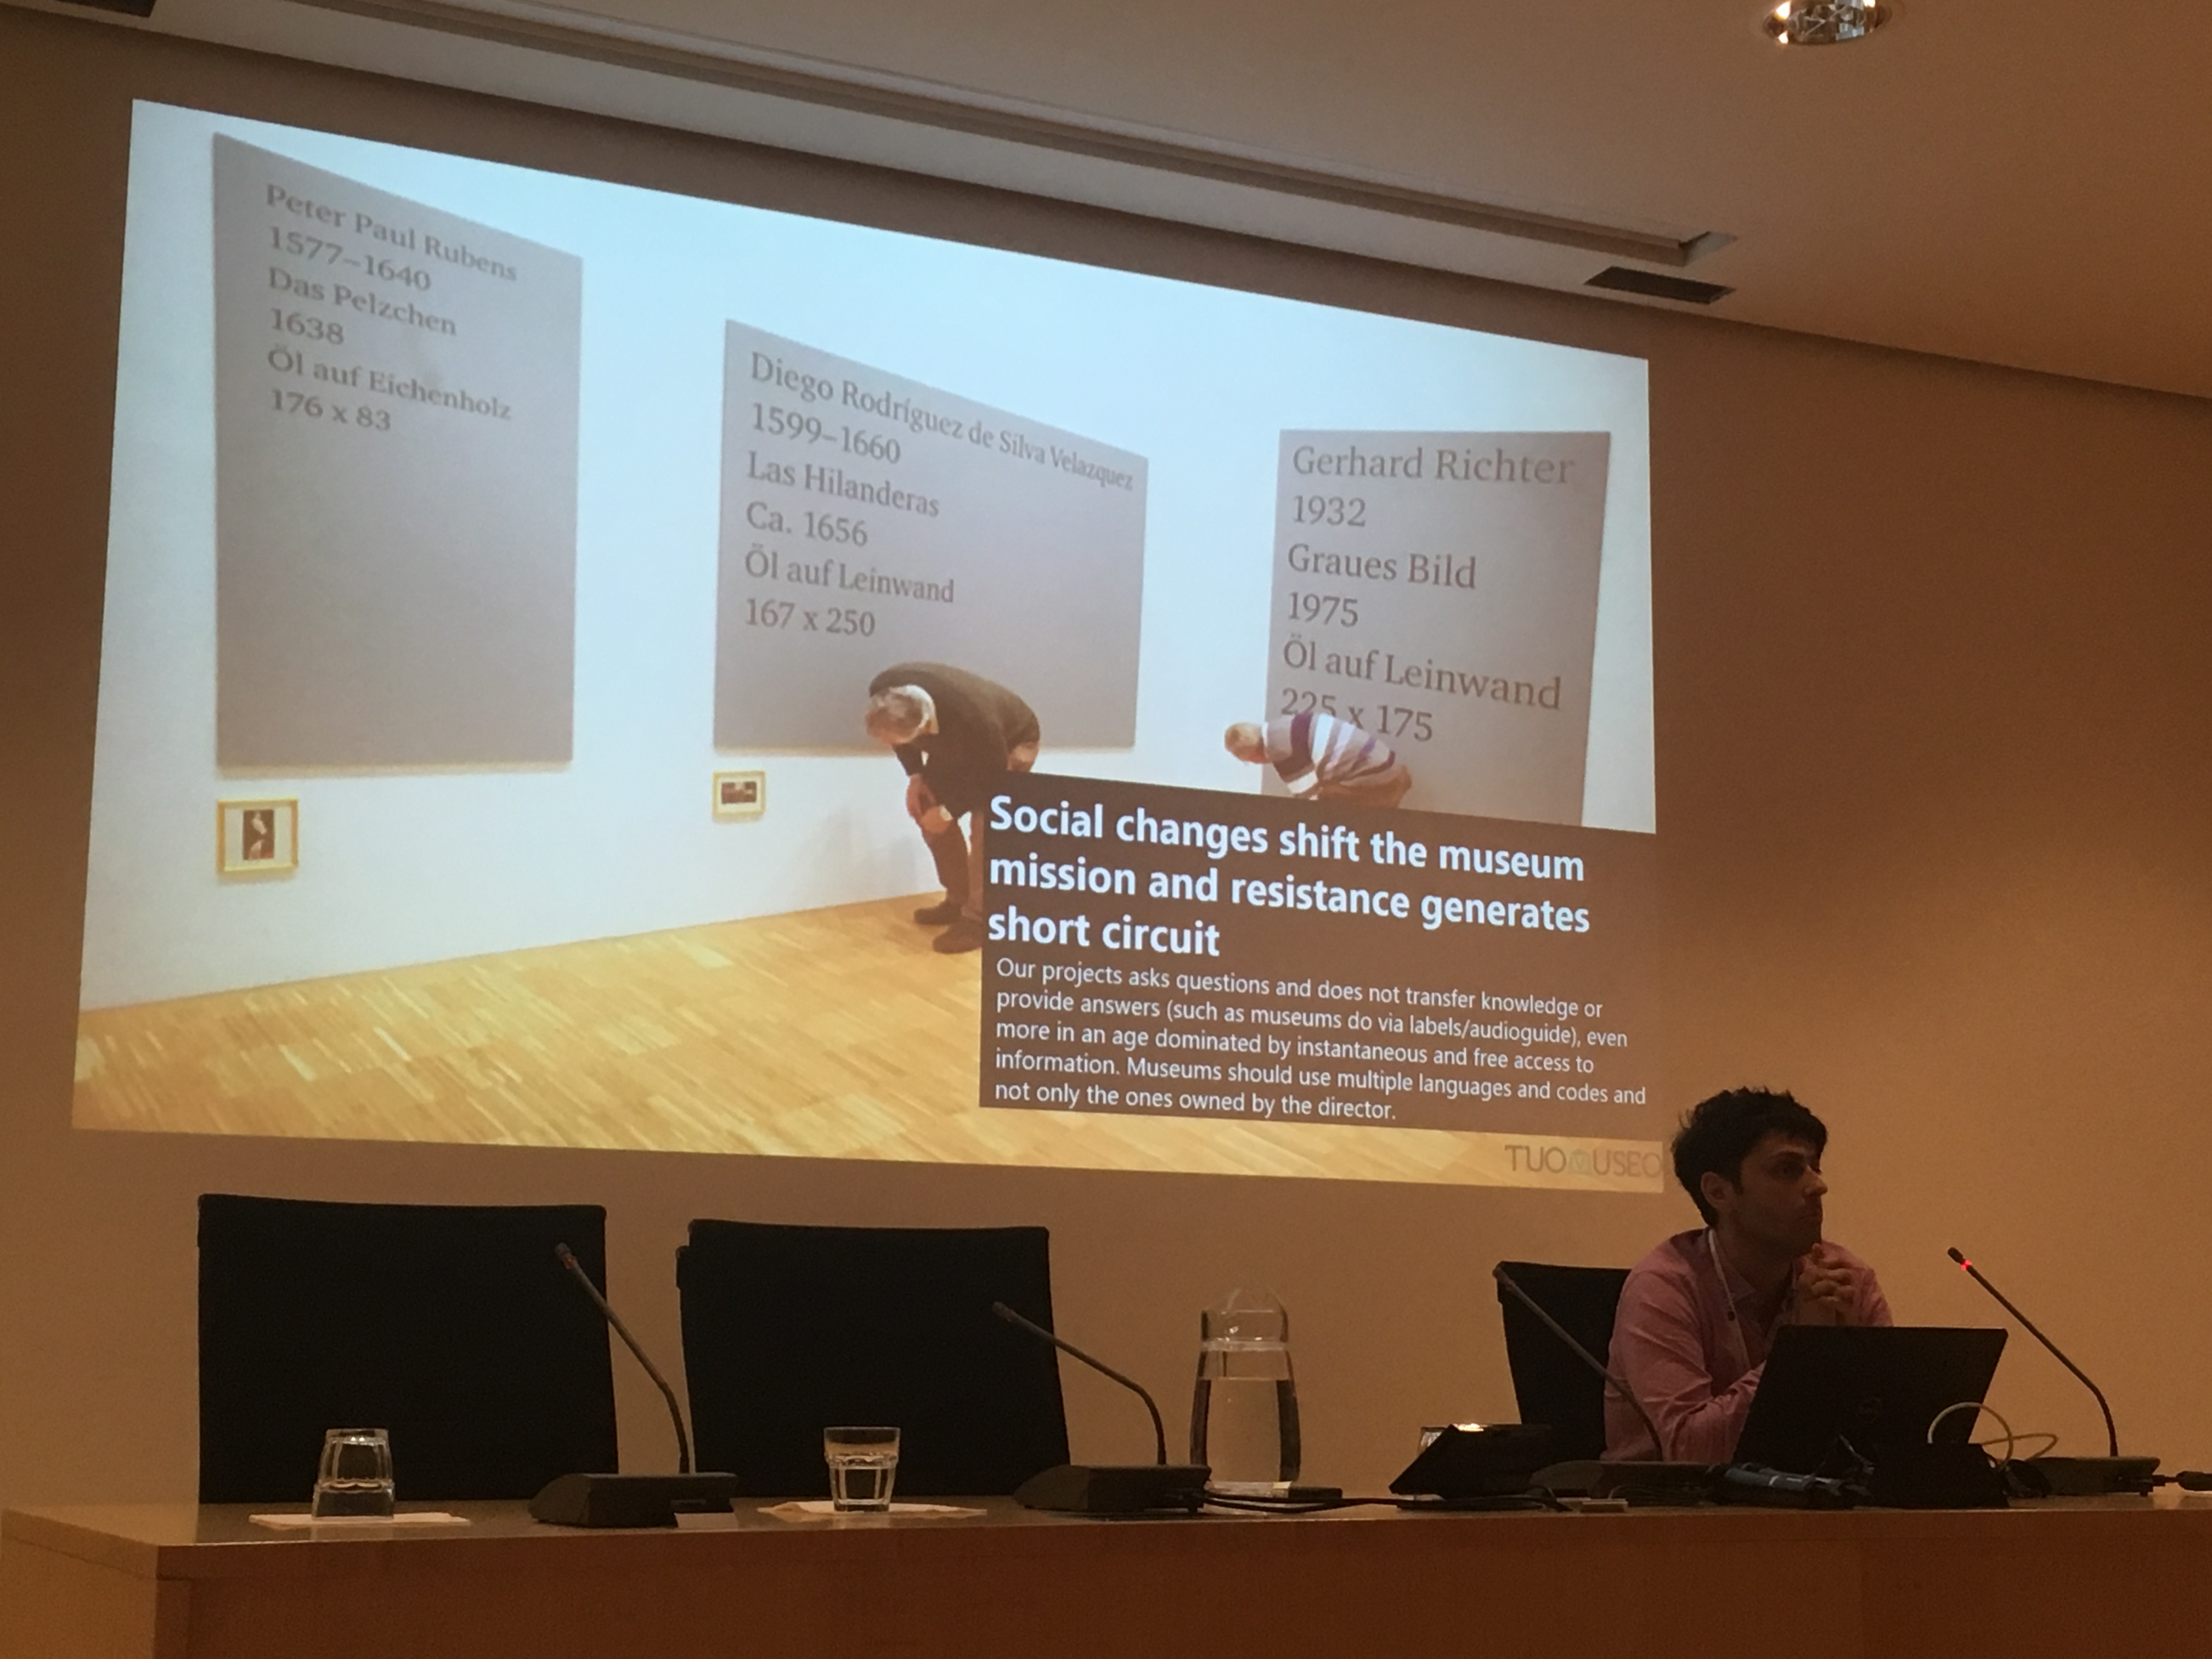 Peter Paul Rubens
1577–1640
Das Pelzchen
1638
Öl auf Eichenholz
176 x 83
Diego Rodríguez de Silva Velazquez
1599–1660
Las Hilanderas
Ca. 1656
Öl auf Leinwand
167 x 250
Gerhard Richter
1932
Graues Bild
1975
Öl auf Leinwand
225 x 175
Social changes shift the museum
mission and resistance generates
short circuit
Our projects asks questions and does not transfer knowledge or
provide answers (such as museums do via labels/audioguide), even
more in an age dominated by instantaneous and free access to
information. Museums should use multiple languages and codes and
not only the ones owned by the director.
TUOMUSEO